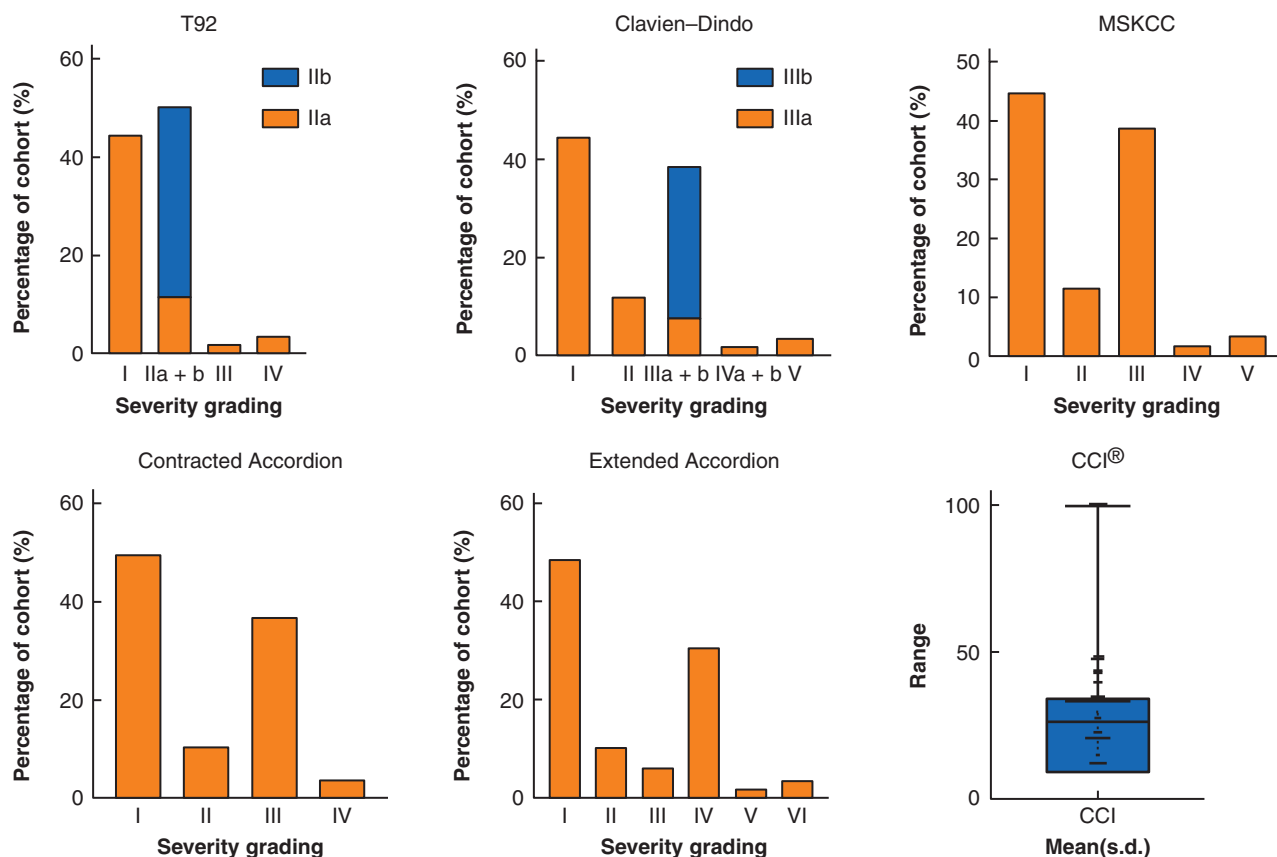 T92
Percentage of cohort (%)
60
40
20
0
IIb
IIa
I IIa + b III IV
Severity grading
Clavien–Dindo
Percentage of cohort (%)
60
40
20
0
IIIb
IIIa
I II IIIa + b IVa + b V
Severity grading
MSKCC
Percentage of cohort (%)
50
40
30
20
10
0
I II III IV V
Severity grading
Contracted Accordion
Percentage of cohort (%)
60
40
20
0
I II III IV
Severity grading
Extended Accordion
Percentage of cohort (%)
60
40
20
0
I II III IV V VI
Severity grading
CCI®
Range
100
50
0
CCI
Mean(s.d.)